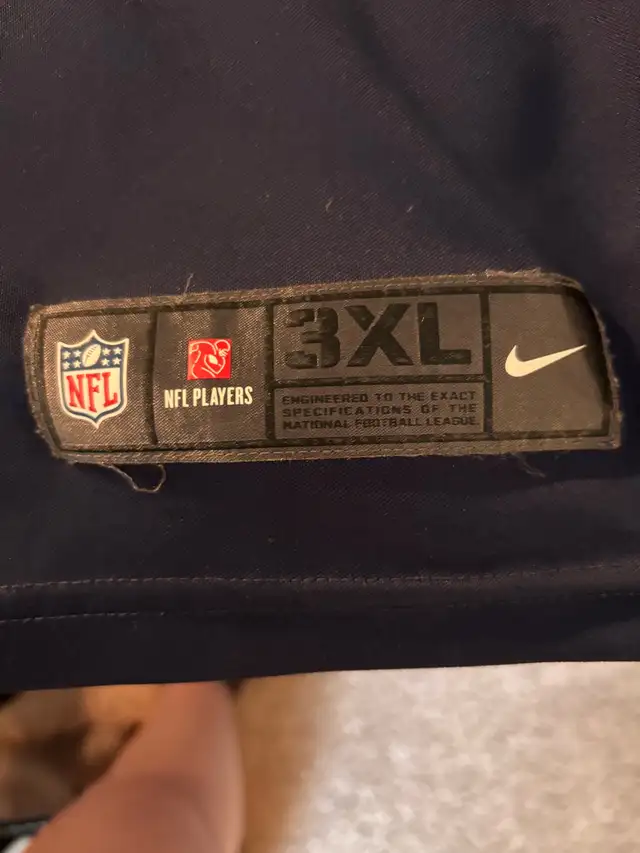 NFL
NFL PLAYERS
3XL
ENGINEERED TO THE EXACT
SPECIFICATIONS OF THE
NATIONAL FOOTBALL LEAGUE